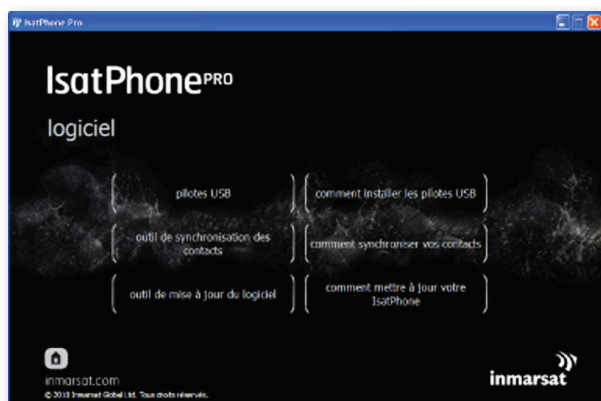 IsatPhone Pro
IsatPhone PRO
logiciel
pilotes USB
comment installer les pilotes USB
outil de synchronisation des
contacts
comment synchroniser vos contacts
outil de mise à jour du logiciel
comment mettre à jour votre
IsatPhone
inmarsat.com
© 2010 Inmarsat Global Ltd. Tous droits réservés.
inmarsat